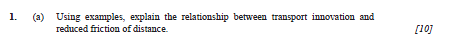 1. (a) Using examples, explain the relationship between transport innovation and [10]
reduced friction of distance.